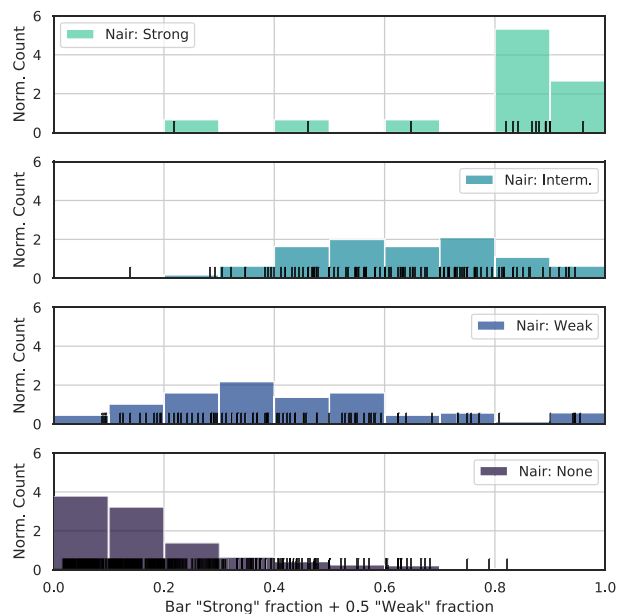 6
4
2
0
Norm. Count
Nair: Strong
6
4
2
0
Norm. Count
Nair: Interm.
6
4
2
0
Norm. Count
Nair: Weak
6
4
2
0
Norm. Count
Nair: None
0.0 0.2 0.4 0.6 0.8 1.0
Bar "Strong" fraction + 0.5 "Weak" fraction